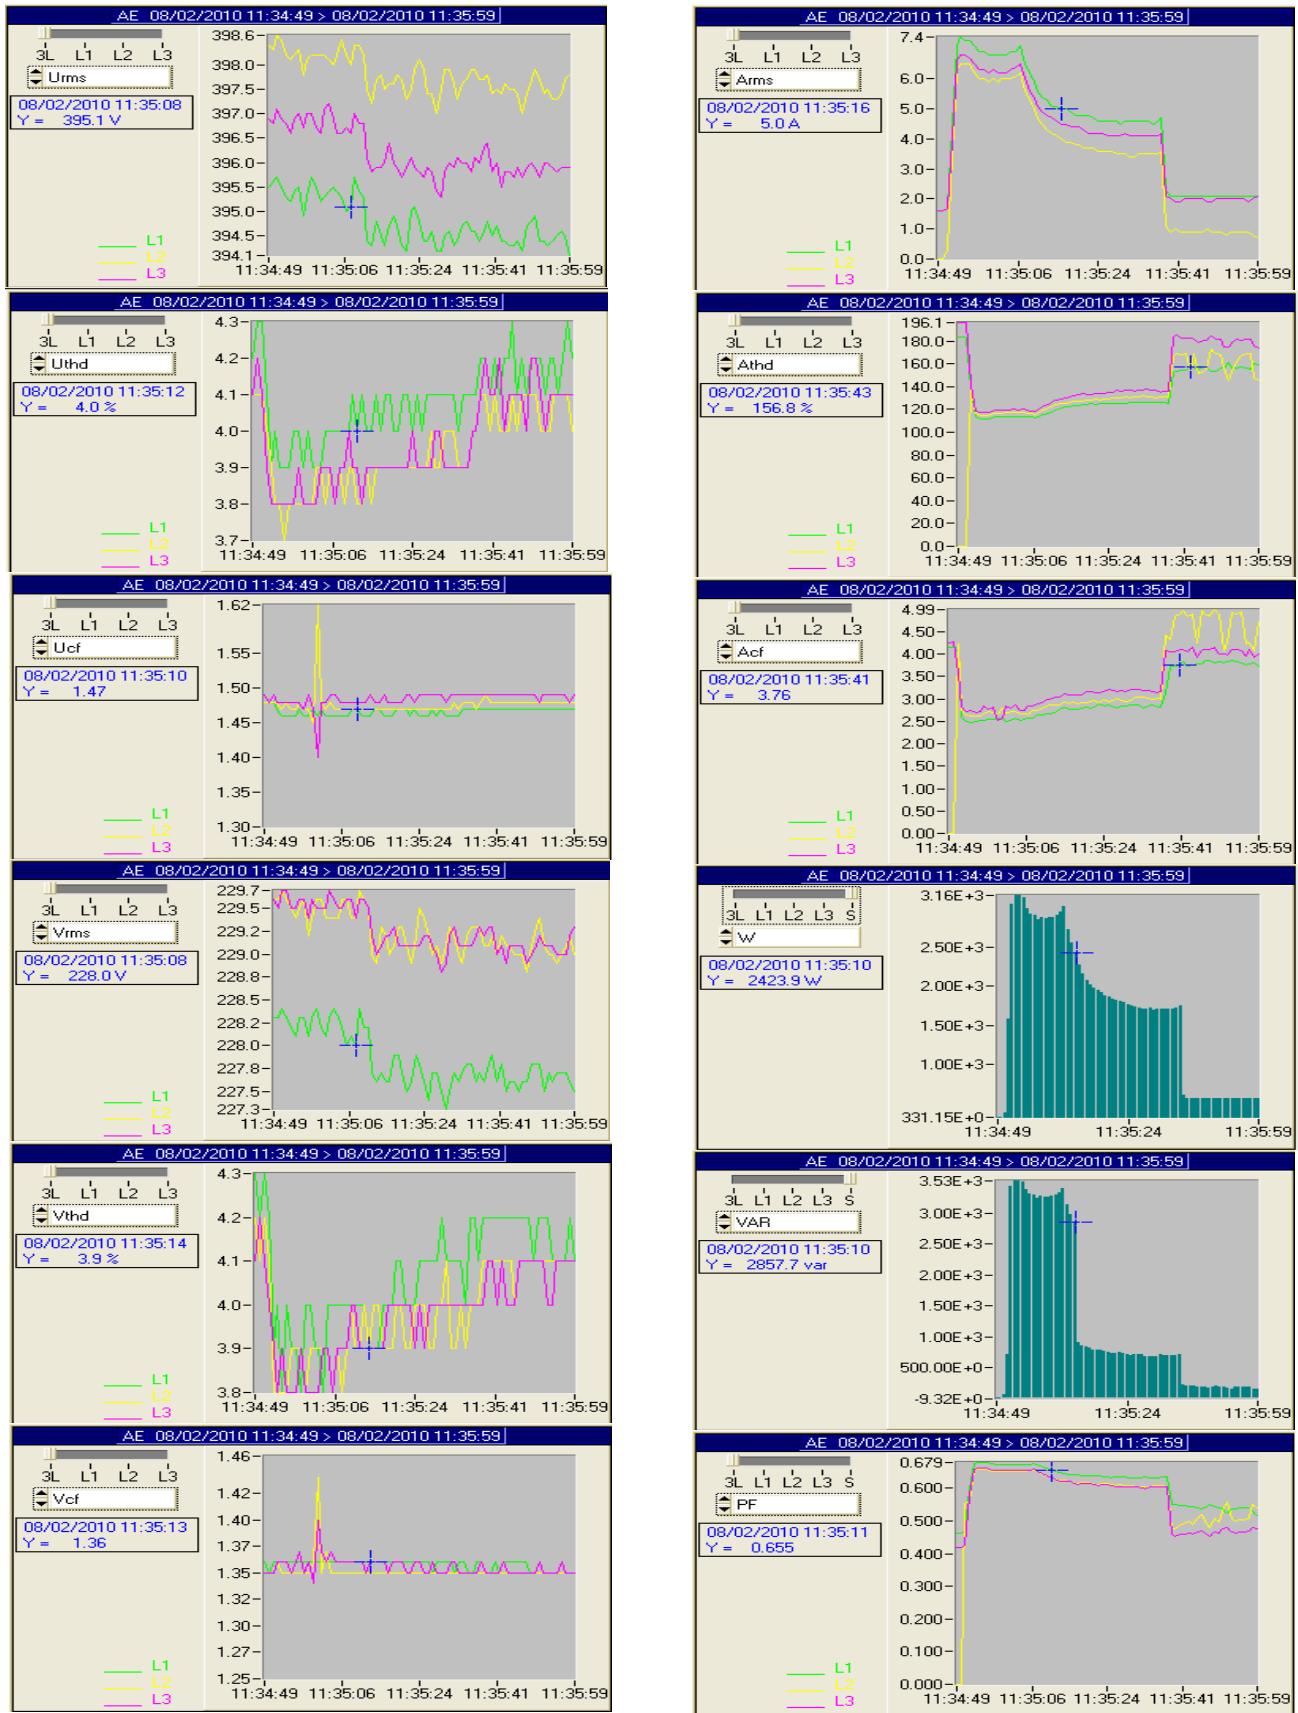 AE 08/02/2010 11:34:49 > 08/02/2010 11:35:59
3L L1 L2 L3
Urms
08/02/2010 11:35:08
Y = 395.1 V
L1
L2
L3
398.6
398.0
397.5
397.0
396.5
396.0
395.5
395.0
394.5
394.1
11:34:49 11:35:06 11:35:24 11:35:41 11:35:59
AE 08/02/2010 11:34:49 > 08/02/2010 11:35:59
3L L1 L2 L3
Uthd
08/02/2010 11:35:12
Y = 4.0 %
L1
L2
L3
4.3
4.2
4.1
4.0
3.9
3.8
3.7
11:34:49 11:35:06 11:35:24 11:35:41 11:35:59
AE 08/02/2010 11:34:49 > 08/02/2010 11:35:59
3L L1 L2 L3
Ucf
08/02/2010 11:35:10
Y = 1.47
L1
L2
L3
1.62
1.55
1.50
1.45
1.40
1.35
1.30
11:34:49 11:35:06 11:35:24 11:35:41 11:35:59
AE 08/02/2010 11:34:49 > 08/02/2010 11:35:59
3L L1 L2 L3
Vrms
08/02/2010 11:35:08
Y = 228.0 V
L1
L2
L3
229.7
229.5
229.2
229.0
228.8
228.5
228.2
228.0
227.8
227.5
227.3
11:34:49 11:35:06 11:35:24 11:35:41 11:35:59
AE 08/02/2010 11:34:49 > 08/02/2010 11:35:59
3L L1 L2 L3
Vthd
08/02/2010 11:35:14
Y = 3.9 %
L1
L2
L3
4.3
4.2
4.1
4.0
3.9
3.8
11:34:49 11:35:06 11:35:24 11:35:41 11:35:59
AE 08/02/2010 11:34:49 > 08/02/2010 11:35:59
3L L1 L2 L3
Vcf
08/02/2010 11:35:13
Y = 1.36
L1
L2
L3
1.46
1.42
1.40
1.37
1.35
1.32
1.30
1.27
1.25
11:34:49 11:35:06 11:35:24 11:35:41 11:35:59
AE 08/02/2010 11:34:49 > 08/02/2010 11:35:59
3L L1 L2 L3
Arms
08/02/2010 11:35:16
Y = 5.0 A
L1
L2
L3
7.4
6.0
5.0
4.0
3.0
2.0
1.0
0.0
11:34:49 11:35:06 11:35:24 11:35:41 11:35:59
AE 08/02/2010 11:34:49 > 08/02/2010 11:35:59
3L L1 L2 L3
Athd
08/02/2010 11:35:43
Y = 156.8 %
L1
L2
L3
196.1
180.0
160.0
140.0
120.0
100.0
80.0
60.0
40.0
20.0
0.0
11:34:49 11:35:06 11:35:24 11:35:41 11:35:59
AE 08/02/2010 11:34:49 > 08/02/2010 11:35:59
3L L1 L2 L3
Acf
08/02/2010 11:35:41
Y = 3.76
L1
L2
L3
4.99
4.50
4.00
3.50
3.00
2.50
2.00
1.50
1.00
0.50
0.00
11:34:49 11:35:06 11:35:24 11:35:41 11:35:59
AE 08/02/2010 11:34:49 > 08/02/2010 11:35:59
3L L1 L2 L3 S
W
08/02/2010 11:35:10
Y = 2423.9 W
3.16E+3
2.50E+3
2.00E+3
1.50E+3
1.00E+3
331.15E+0
11:34:49 11:35:24 11:35:59
AE 08/02/2010 11:34:49 > 08/02/2010 11:35:59
3L L1 L2 L3 S
VAR
08/02/2010 11:35:10
Y = 2857.7 var
3.53E+3
3.00E+3
2.50E+3
2.00E+3
1.50E+3
1.00E+3
500.00E+0
-9.32E+0
11:34:49 11:35:24 11:35:59
AE 08/02/2010 11:34:49 > 08/02/2010 11:35:59
3L L1 L2 L3 S
PF
08/02/2010 11:35:11
Y = 0.655
L1
L2
L3
0.679
0.600
0.500
0.400
0.300
0.200
0.100
0.000
11:34:49 11:35:06 11:35:24 11:35:41 11:35:59